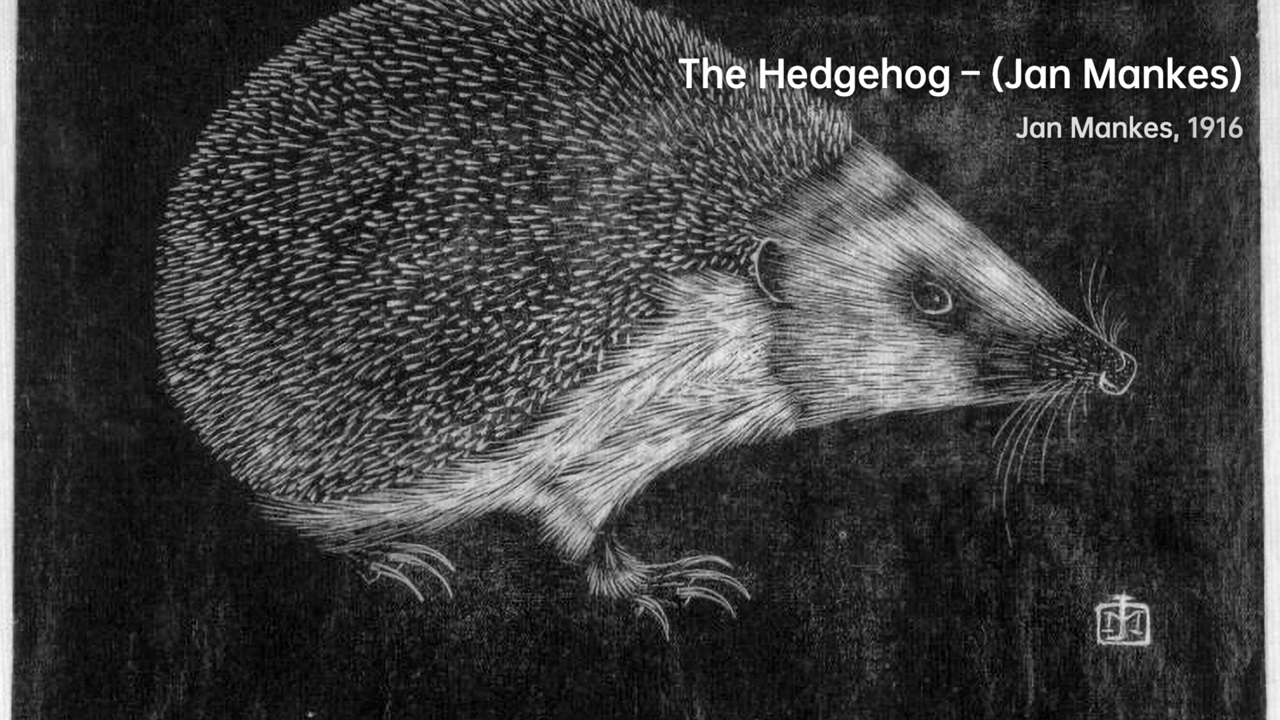 The Hedgehog – (Jan Mankes)
Jan Mankes, 1916